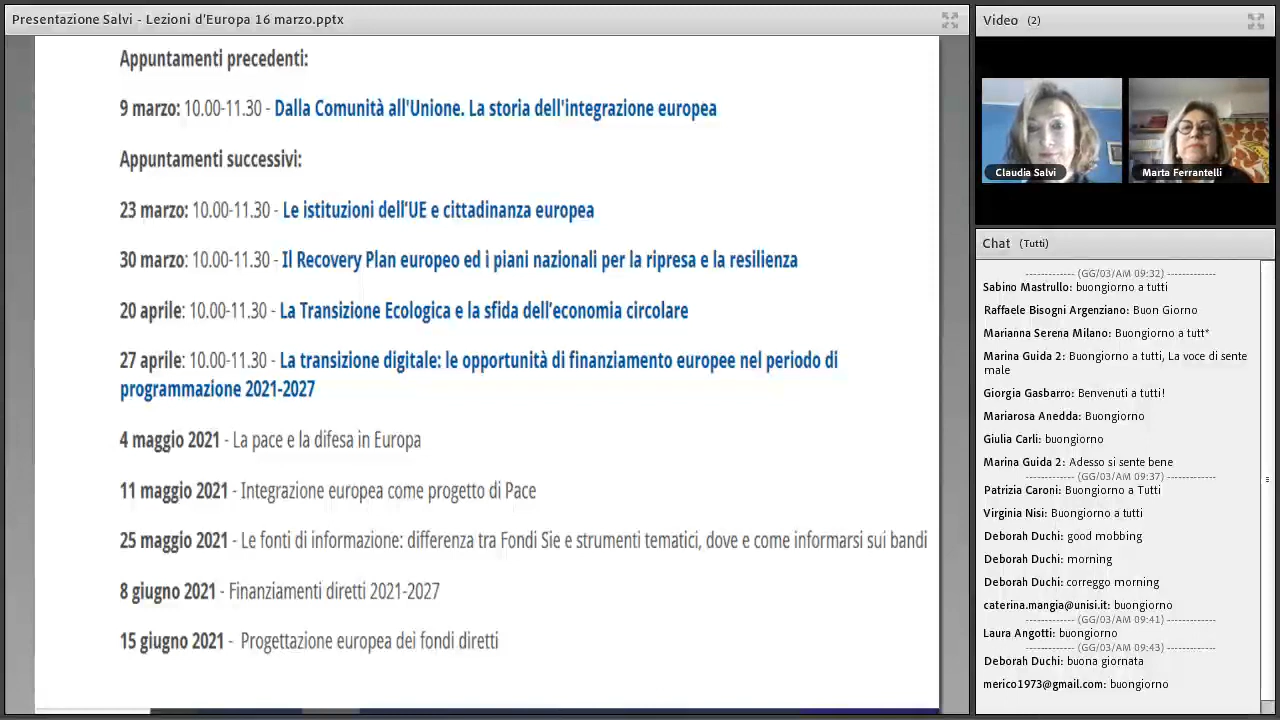 Presentazione Salvi - Lezioni d'Europa 16 marzo.pptx
Appuntamenti precedenti:
9 marzo: 10.00-11.30 - Dalla Comunità all'Unione. La storia dell'integrazione europea
Appuntamenti successivi:
23 marzo: 10.00-11.30 - Le istituzioni dell'UE e cittadinanza europea
30 marzo: 10.00-11.30 - Il Recovery Plan europeo ed i piani nazionali per la ripresa e la resilienza
20 aprile: 10.00-11.30 - La Transizione Ecologica e la sfida dell'economia circolare
27 aprile: 10.00-11.30 - La transizione digitale: le opportunità di finanziamento europee nel periodo di
programmazione 2021-2027
4 maggio 2021 - La pace e la difesa in Europa
11 maggio 2021 - Integrazione europea come progetto di Pace
25 maggio 2021 - Le fonti di informazione: differenza tra Fondi Sie e strumenti tematici, dove e come informarsi sui bandi
8 giugno 2021 - Finanziamenti diretti 2021-2027
15 giugno 2021 - Progettazione europea dei fondi diretti
Video (2)
Claudia Salvi
Marta Ferrantelli
Chat (Tutti)
------------- (GG/03/AM 09:32) -------------
Sabino Mastrullo: buongiorno a tutti
Raffaele Bisogni Argenziano: Buon Giorno
Marianna Serena Milano: Buongiorno a tutt*
Marina Guida 2: Buongiorno a tutti, La voce di sente
male
Giorgia Gasbarro: Benvenuti a tutti!
Mariarosa Anedda: Buongiorno
Giulia Carli: buongiorno
Marina Guida 2: Adesso si sente bene
------------- (GG/03/AM 09:37) -------------
Patrizia Caroni: Buongiorno a Tutti
Virginia Nisi: Buongiorno a tutti
Deborah Duchi: good mobbing
Deborah Duchi: morning
Deborah Duchi: correggo morning
caterina.mangia@unisi.it: buongiorno
------------- (GG/03/AM 09:41) -------------
Laura Angotti: buongiorno
------------- (GG/03/AM 09:43) -------------
Deborah Duchi: buona giornata
merico1973@gmail.com: buongiorno